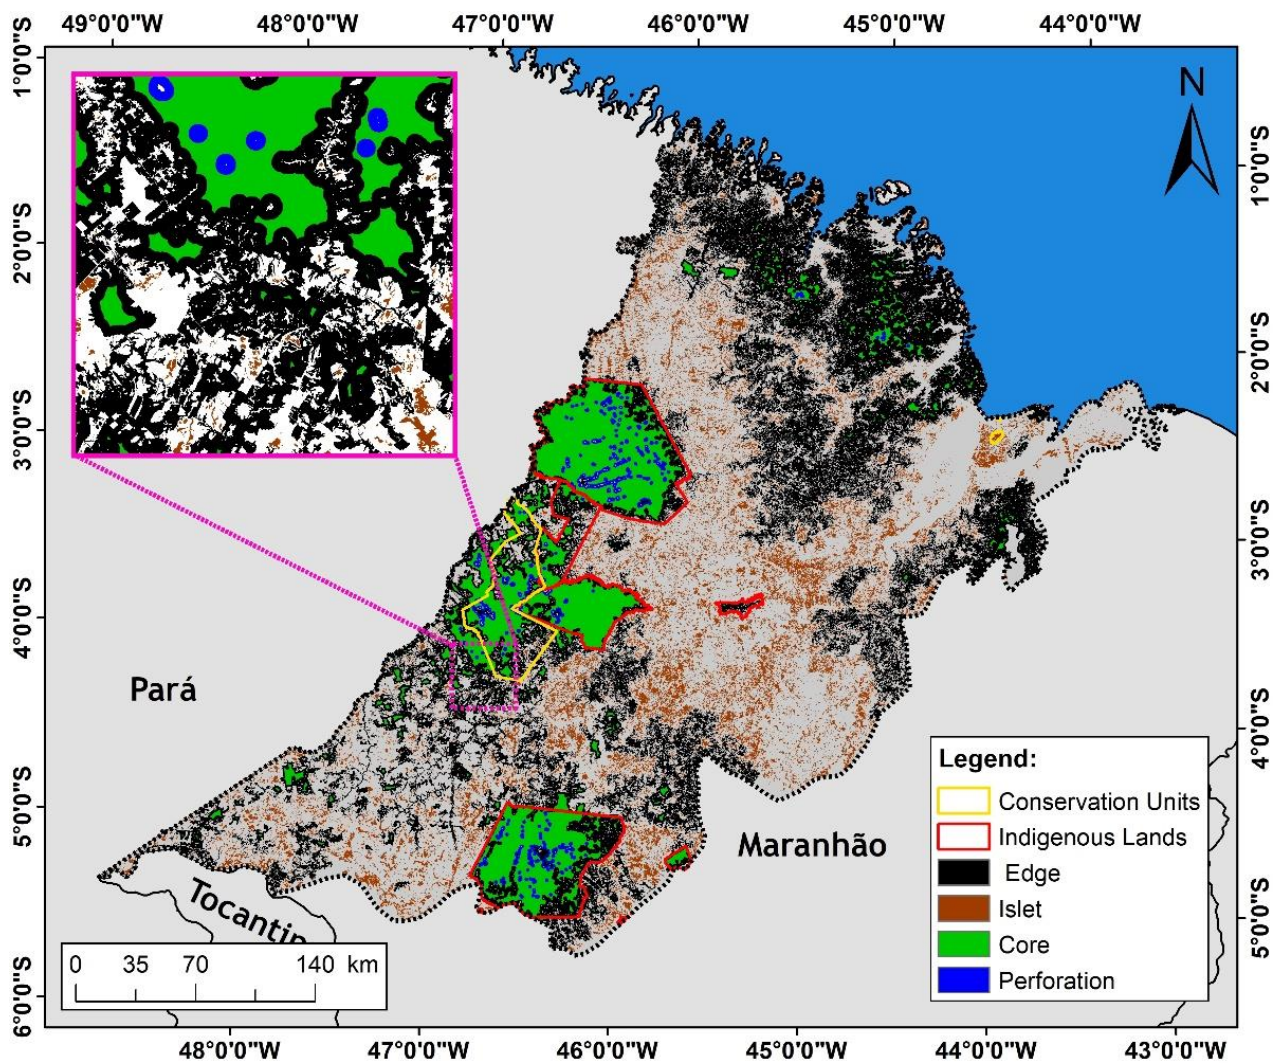 49°0'0"W 48°0'0"W 47°0'0"W 46°0'0"W 45°0'0"W 44°0'0"W
1°0'0"S
2°0'0"S
3°0'0"S
4°0'0"S
5°0'0"S
6°0'0"S
N
1°0'0"S
2°0'0"S
3°0'0"S
4°0'0"S
5°0'0"S
Pará
Maranhão
Tocantin
Legend:
Conservation Units
Indigenous Lands
Edge
Islet
Core
Perforation
0 35 70 140 km
48°0'0"W 47°0'0"W 46°0'0"W 45°0'0"W 44°0'0"W 43°0'0"W